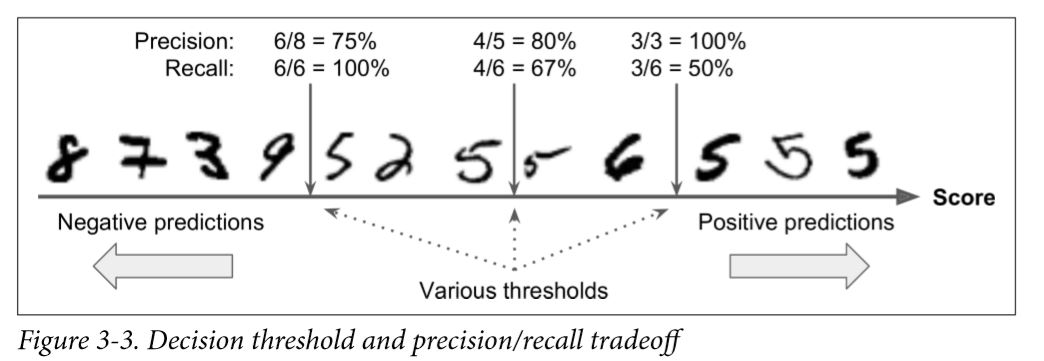 Precision: 6/8 = 75% 4/5 = 80% 3/3 = 100%
Recall: 6/6 = 100% 4/6 = 67% 3/6 = 50%
8 7 3 9 5 2 5 5 6 5 5 5
Score
Negative predictions Positive predictions
Various thresholds
Figure 3-3. Decision threshold and precision/recall tradeoff